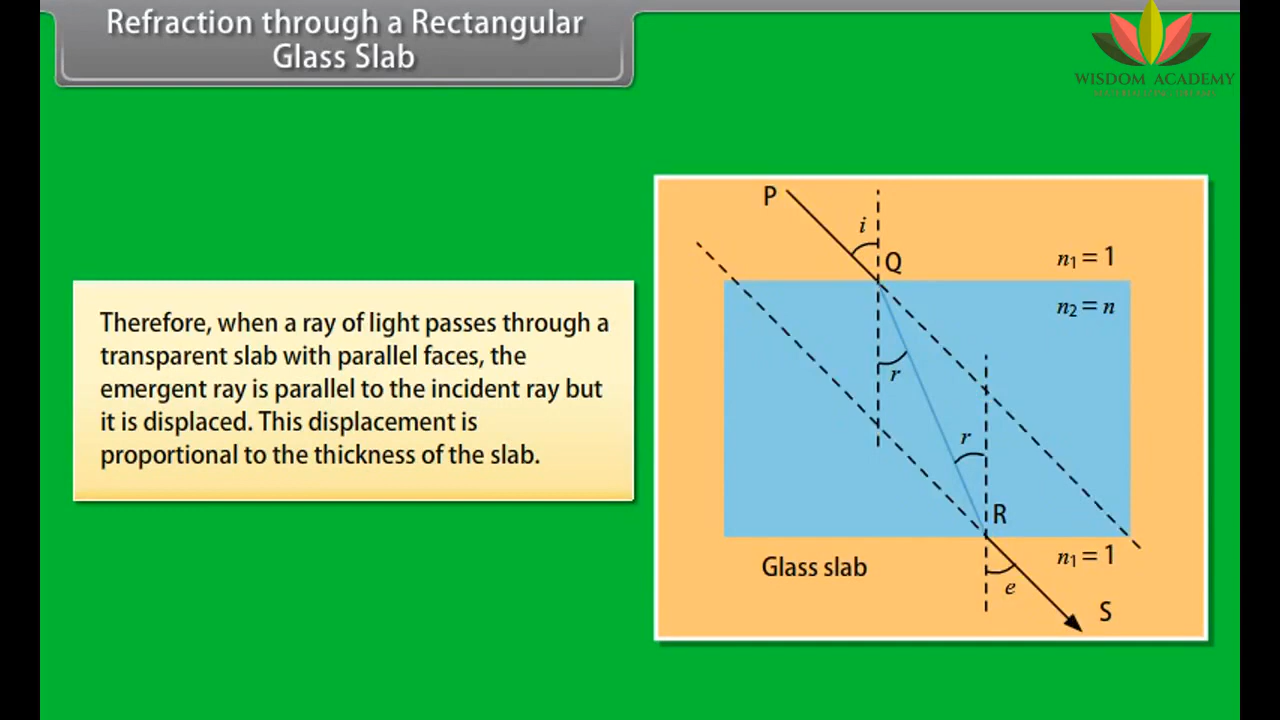 Refraction through a Rectangular
Glass Slab
WISDOM ACADEMY
Therefore, when a ray of light passes through a
transparent slab with parallel faces, the
emergent ray is parallel to the incident ray but
it is displaced. This displacement is
proportional to the thickness of the slab.
P
i
Q
n₁ = 1
n₂ = n
r
r
R
n₁ = 1
Glass slab
e
S